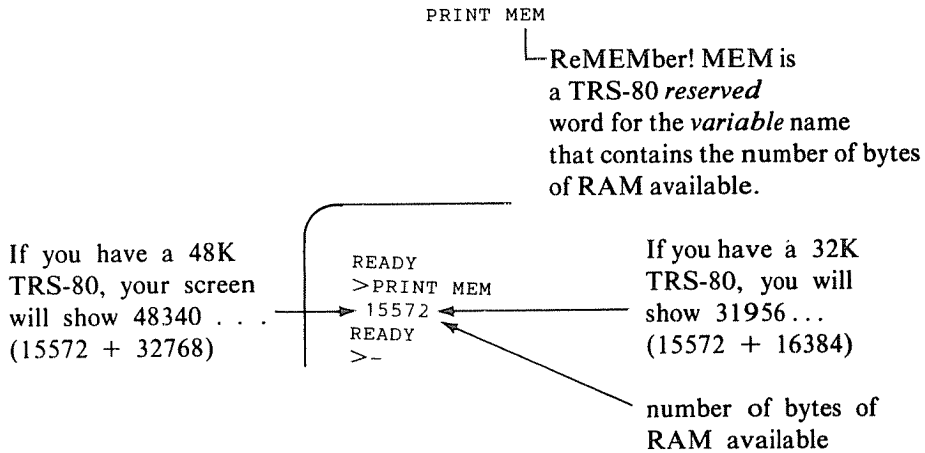 PRINT MEM
ReMEMber! MEM is
a TRS-80 reserved
word for the variable name
that contains the number of bytes
of RAM available.
If you have a 48K
TRS-80, your screen
will show 48340 . . .
(15572 + 32768)
READY
>PRINT MEM
15572
READY
>–
If you have a 32K
TRS-80, you will
show 31956...
(15572 + 16384)
number of bytes of
RAM available